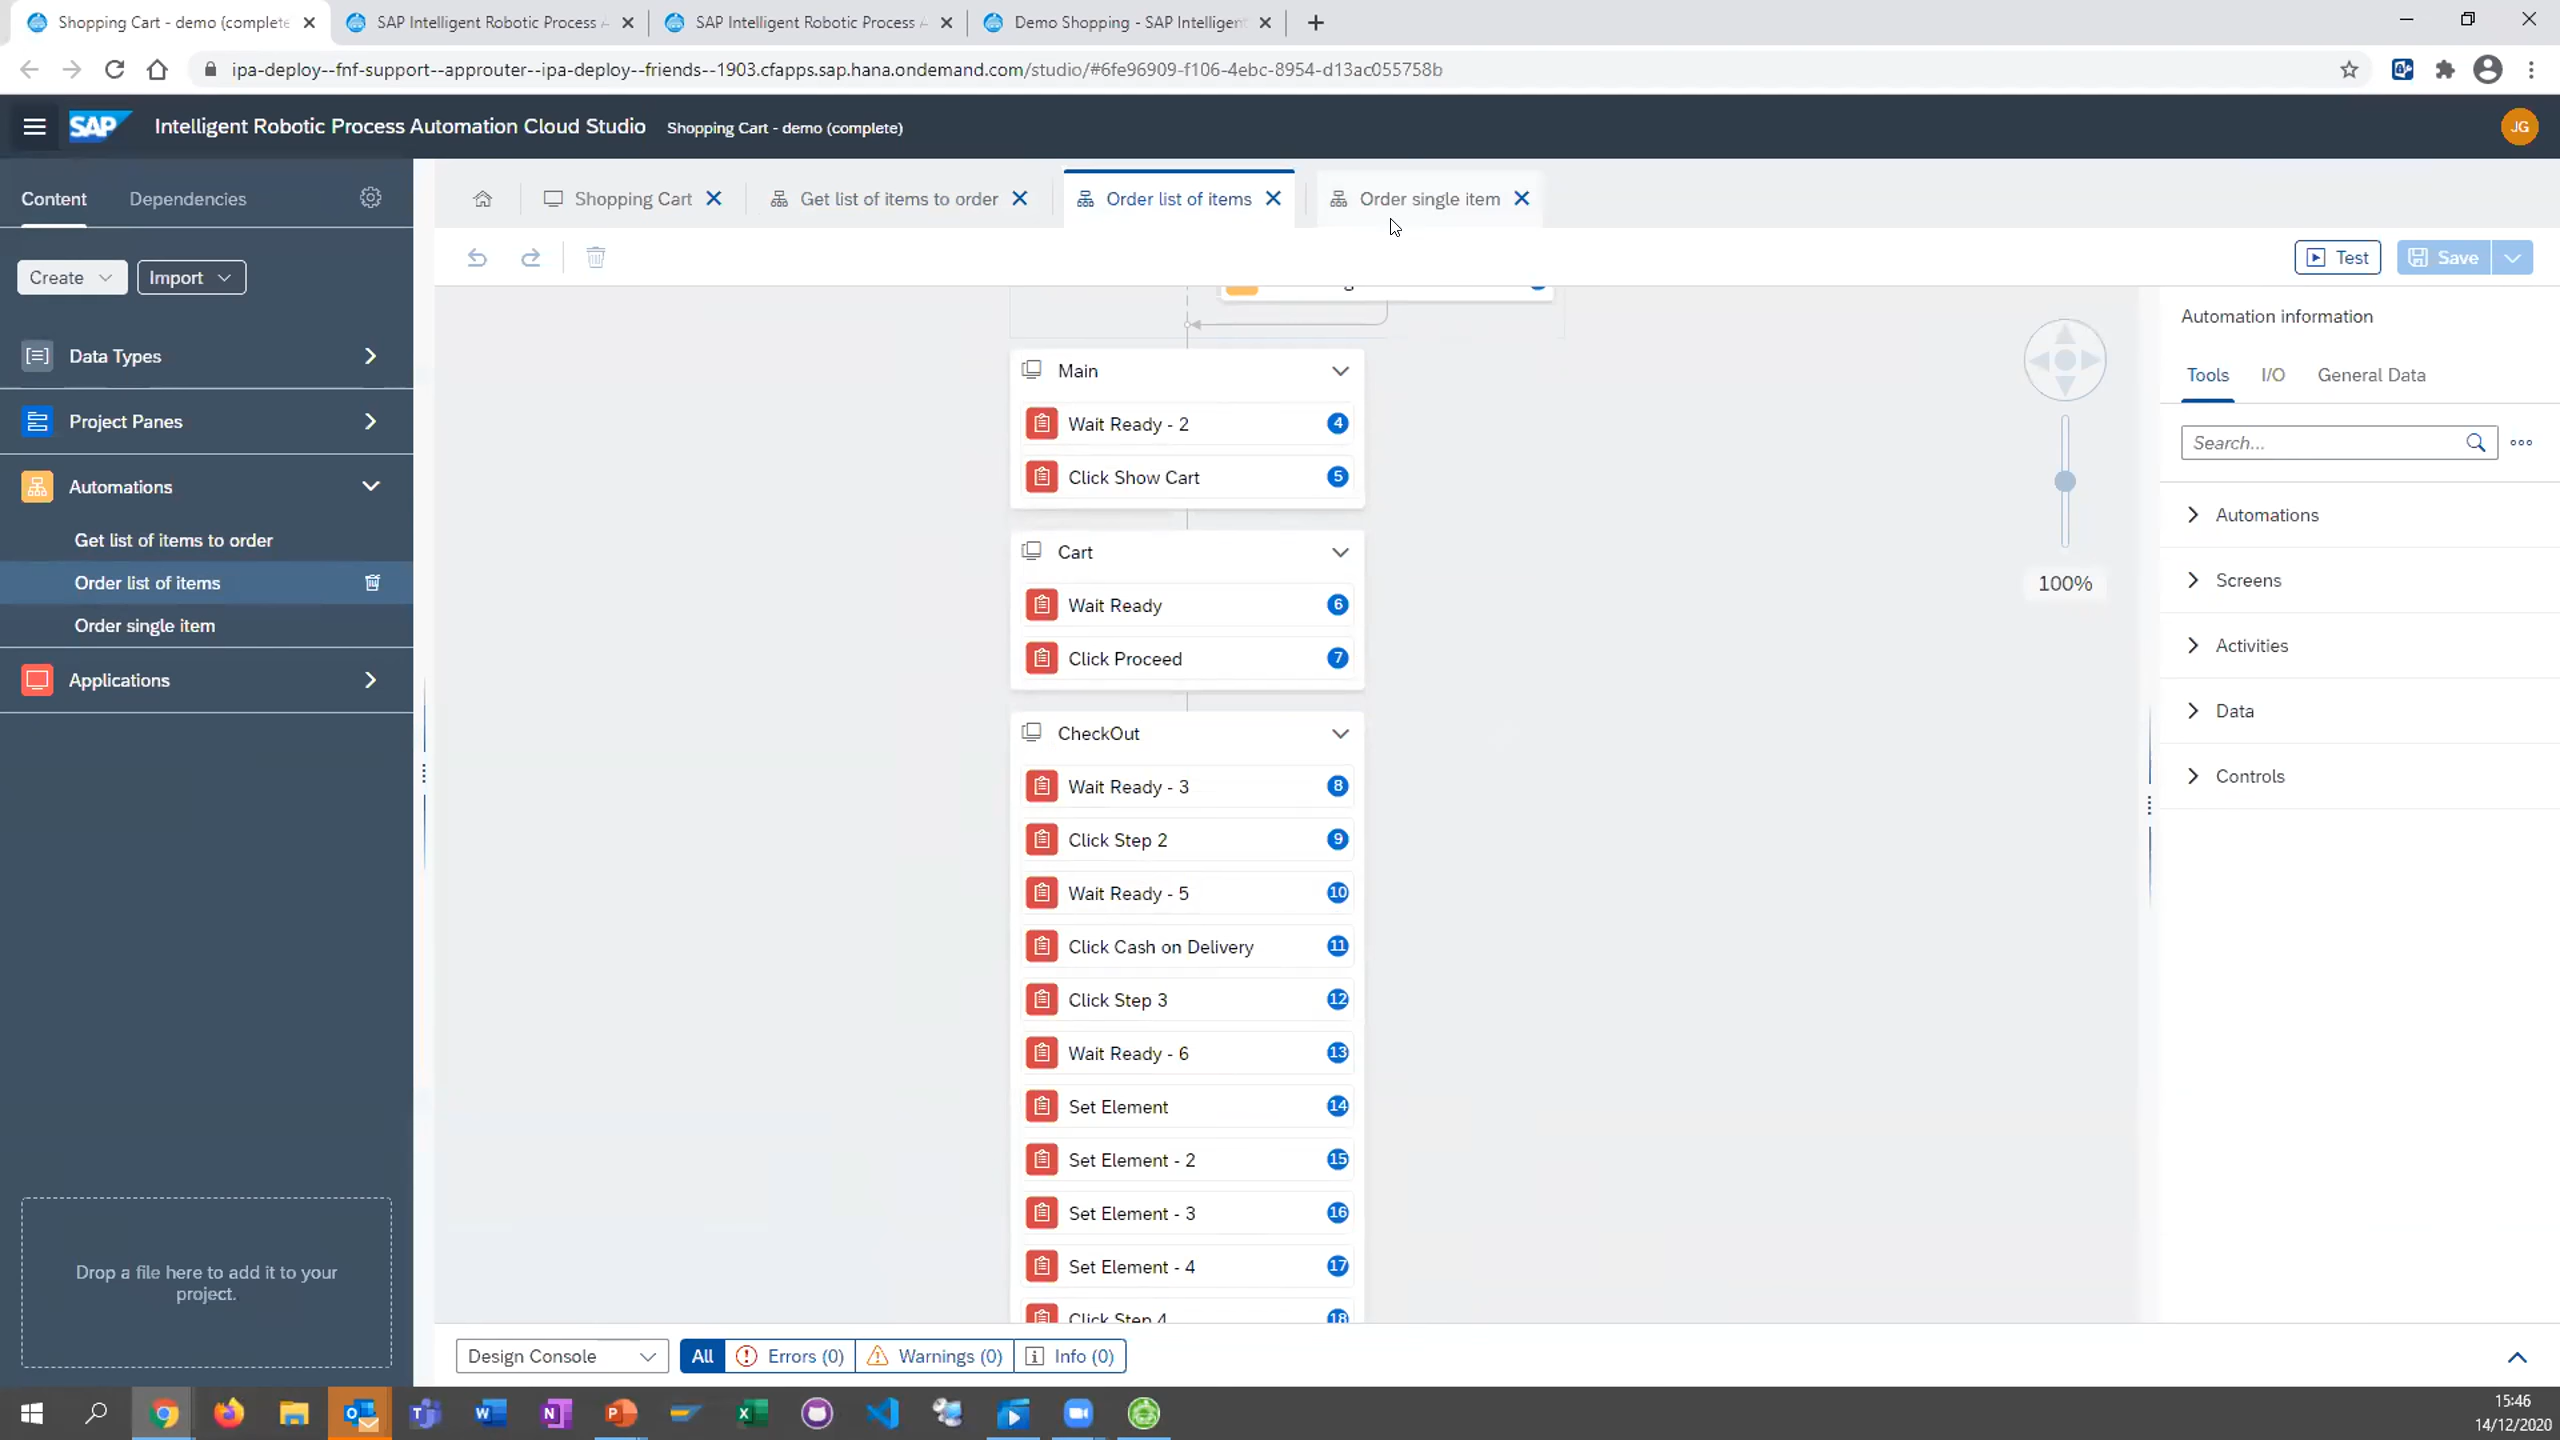 Shopping Cart - demo (complete
SAP Intelligent Robotic Process A
SAP Intelligent Robotic Process A
Demo Shopping - SAP Intelligen
ipa-deploy--fnf-support--approuter--ipa-deploy--friends--1903.cfapps.sap.hana.ondemand.com/studio/#6fe96909-f106-4ebc-8954-d13ac055758b
SAP Intelligent Robotic Process Automation Cloud Studio Shopping Cart - demo (complete)
JG
Content Dependencies
Shopping Cart
Get list of items to order
Order list of items
Order single item
Test
Save
Create
Import
Data Types
Project Panes
Automations
Get list of items to order
Order list of items
Order single item
Applications
Drop a file here to add it to your
project.
Main
Wait Ready - 2 4
Click Show Cart 5
Cart
Wait Ready 6
Click Proceed 7
CheckOut
Wait Ready - 3 8
Click Step 2 9
Wait Ready - 5 10
Click Cash on Delivery 11
Click Step 3 12
Wait Ready - 6 13
Set Element 14
Set Element - 2 15
Set Element - 3 16
Set Element - 4 17
Click Step 4 18
100%
Automation information
Tools I/O General Data
Search...
Automations
Screens
Activities
Data
Controls
Design Console
All
Errors (0)
Warnings (0)
Info (0)
15:46
14/12/2020